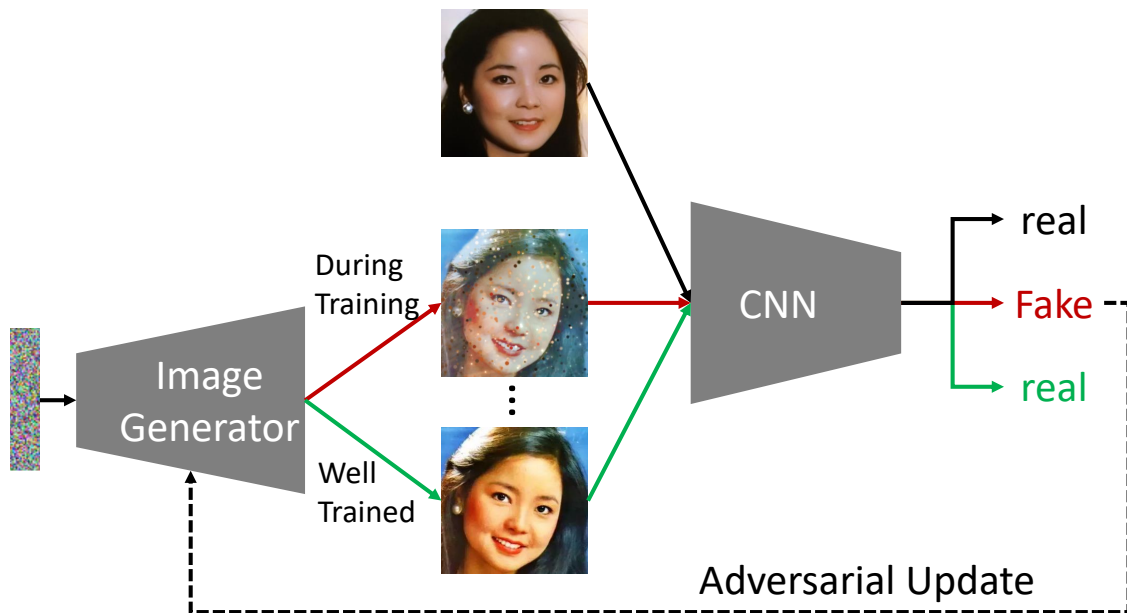 real
During
Training
CNN
Fake
Image
Generator
real
Well
Trained
Adversarial Update